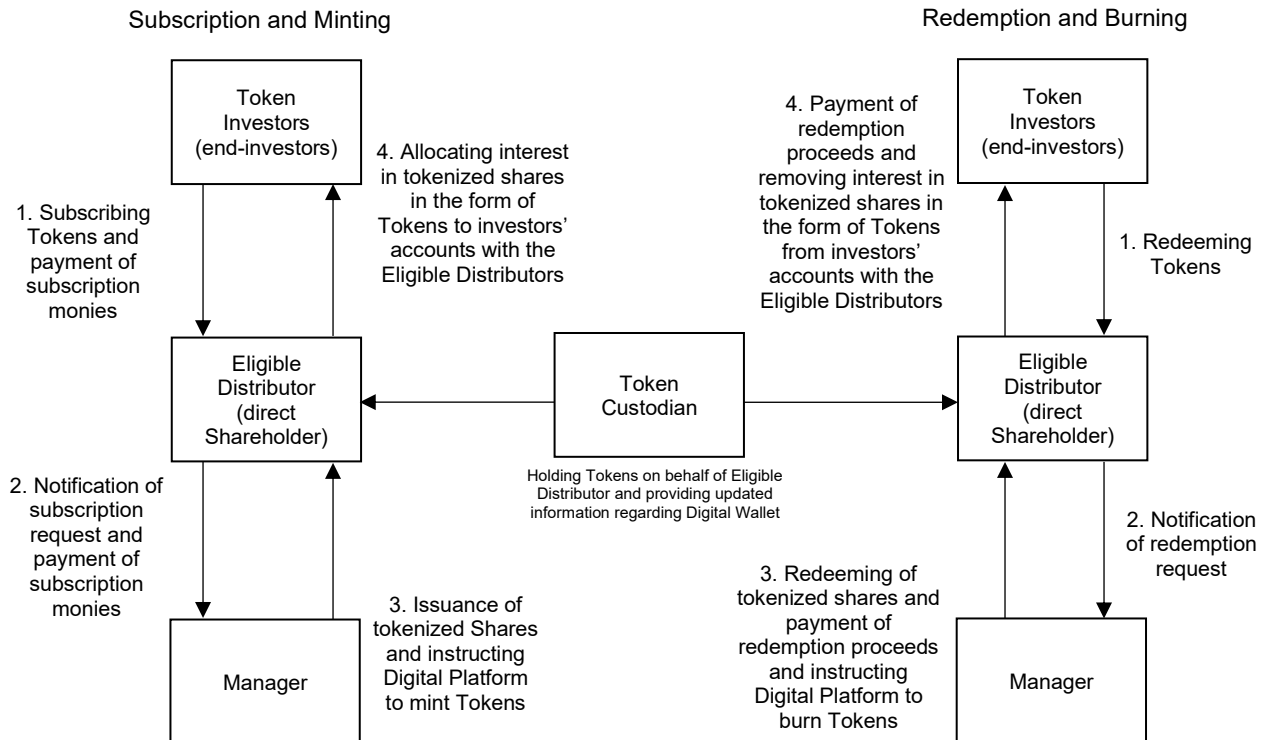 Subscription and Minting
Redemption and Burning
Token
Investors
(end-investors)
4. Allocating interest
in tokenized shares
in the form of
Tokens to investors’
accounts with the
Eligible Distributors
1. Subscribing
Tokens and
payment of
subscription
monies
Eligible
Distributor
(direct
Shareholder)
2. Notification of
subscription
request and
payment of
subscription
monies
3. Issuance of
tokenized Shares
and instructing
Digital Platform
to mint Tokens
Manager
Token
Custodian
Holding Tokens on behalf of Eligible
Distributor and providing updated
information regarding Digital Wallet
4. Payment of
redemption
proceeds and
removing interest in
tokenized shares in
the form of Tokens
from investors’
accounts with the
Eligible Distributors
Token
Investors
(end-investors)
1. Redeeming
Tokens
Eligible
Distributor
(direct
Shareholder)
2. Notification
of redemption
request
3. Redeeming of
tokenized shares and
payment of
redemption proceeds
and instructing
Digital Platform to
burn Tokens
Manager